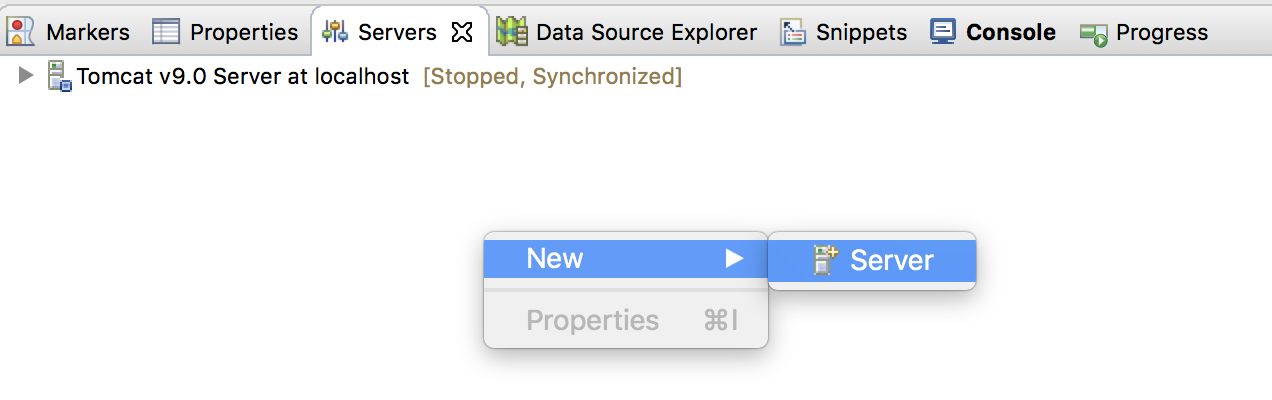 Markers Properties Servers Data Source Explorer Snippets Console Progress
Tomcat v9.0 Server at localhost [Stopped, Synchronized]
New Server
Properties ⌘I